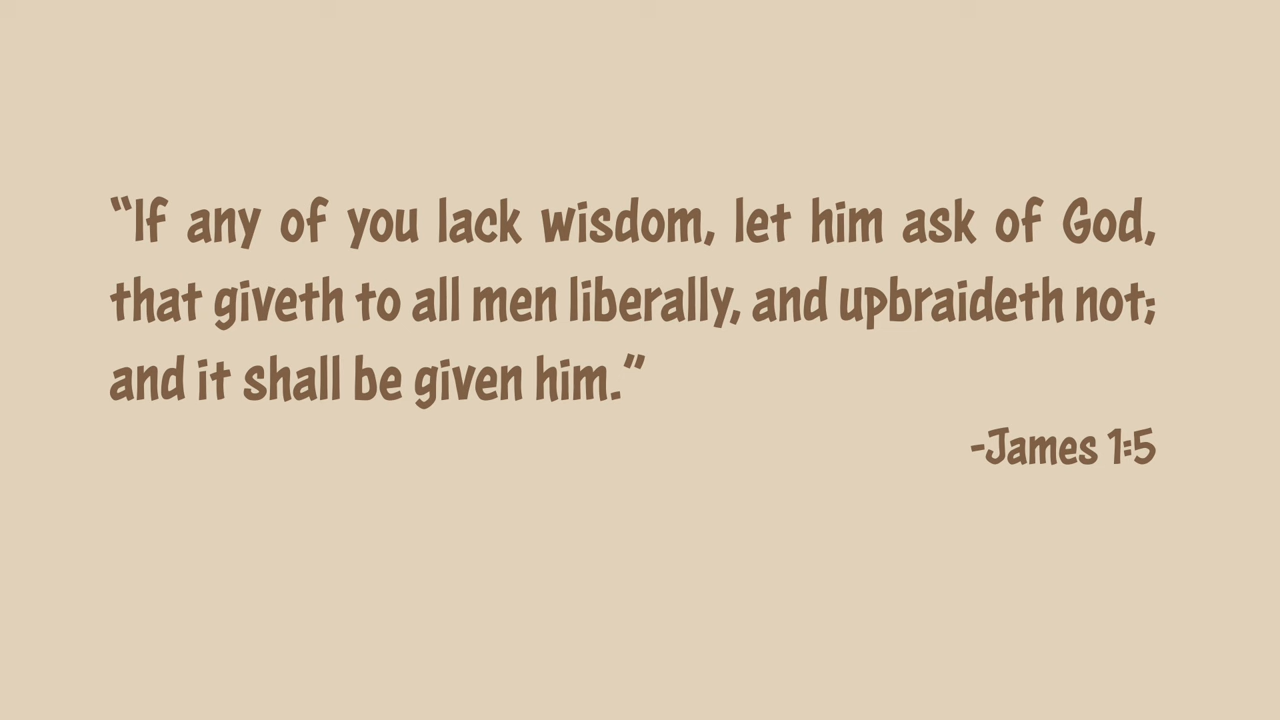 “If any of you lack wisdom, let him ask of God,
that giveth to all men liberally, and upbraideth not;
and it shall be given him.”
-James 1:5